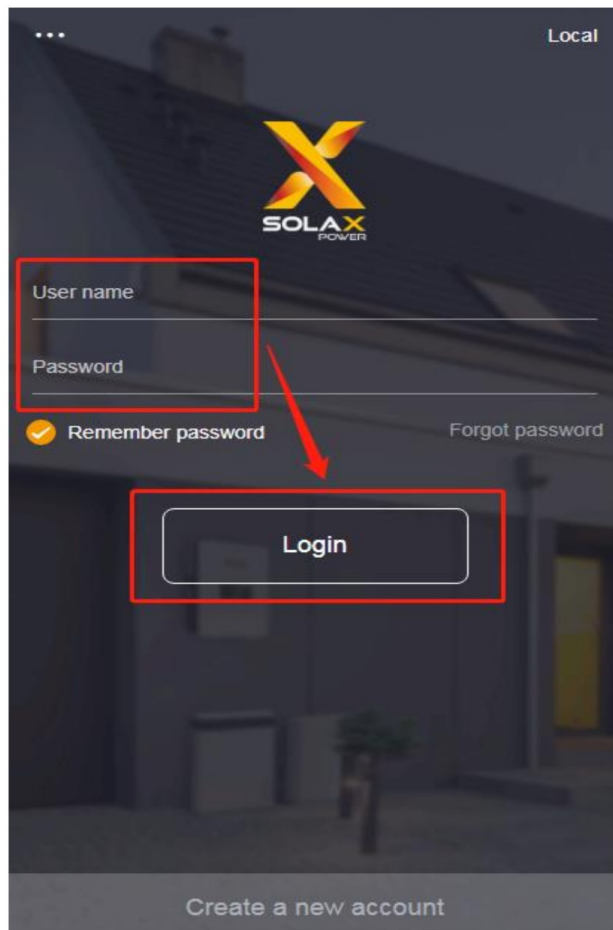 ... Local
SOLAX
POWER
User name
Password
Remember password Forgot password
Login
Create a new account